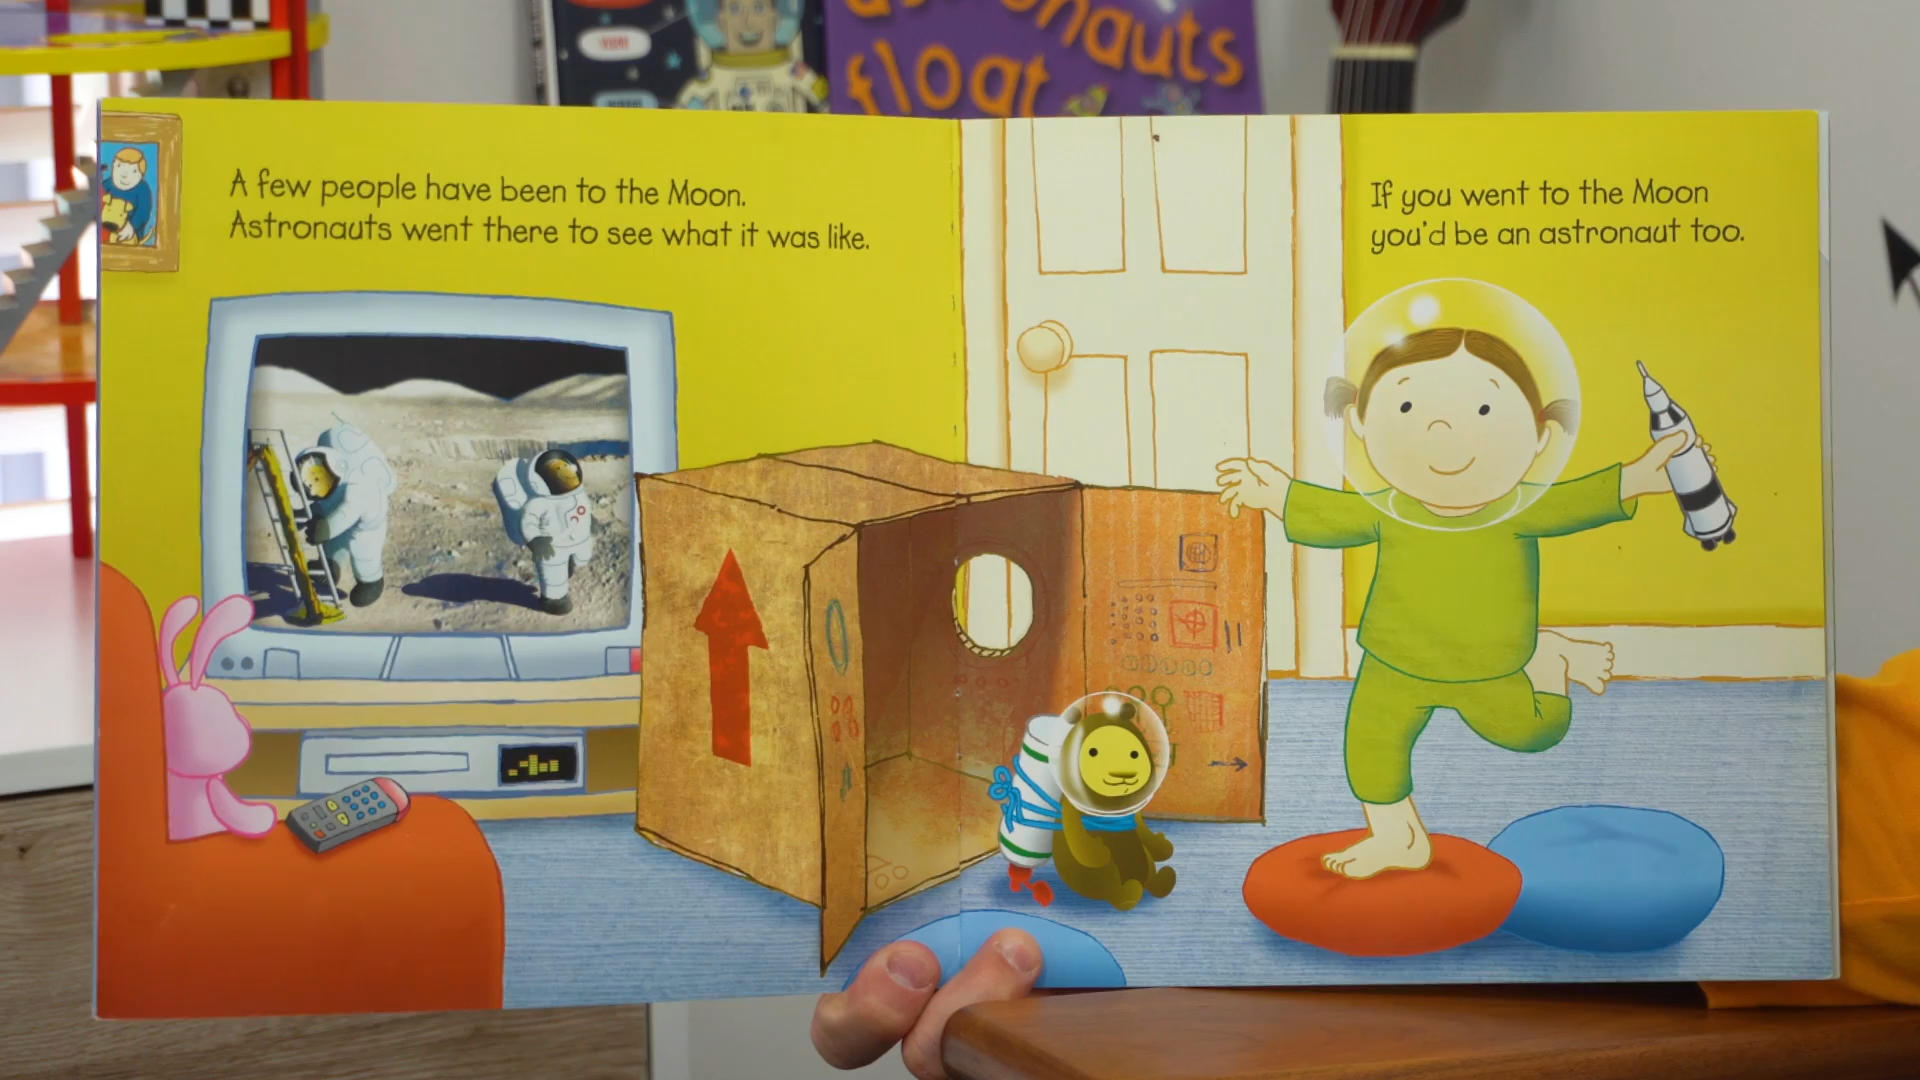 astronauts
float
A few people have been to the Moon.
Astronauts went there to see what it was like.
If you went to the Moon
you'd be an astronaut too.